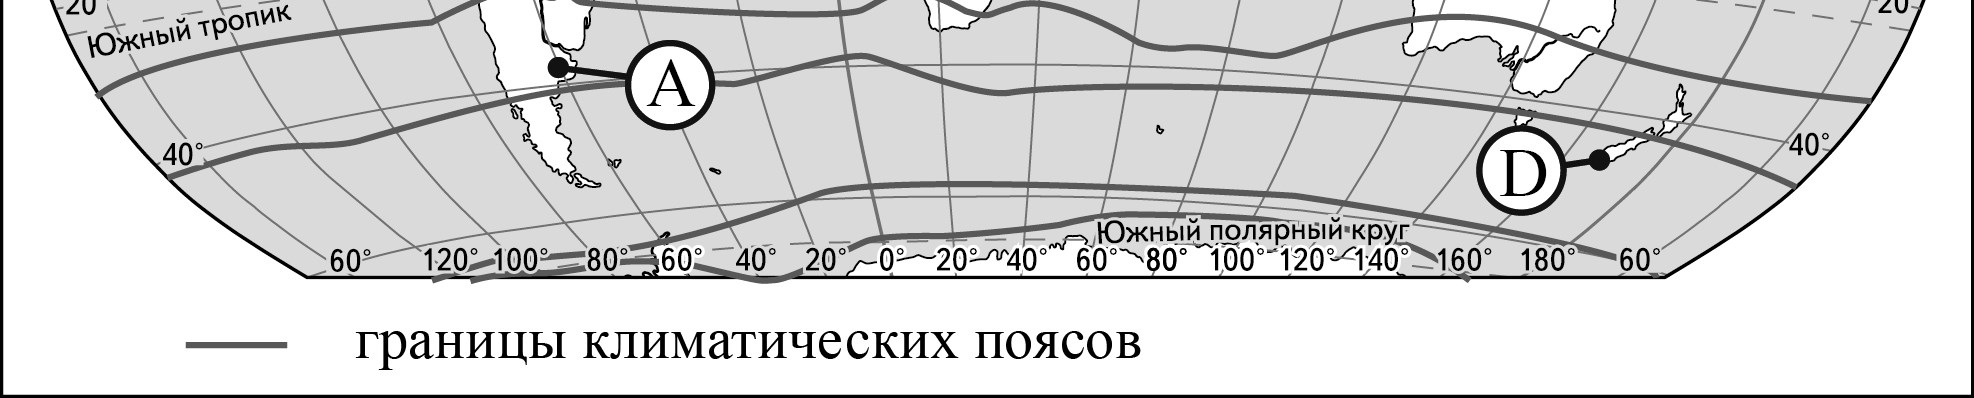 20° 20°
Южный тропик
A
40° 40°
D
Южный полярный круг
60° 120° 100° 80° 60° 40° 20° 0° 20° 40° 60° 80° 100° 120° 140° 160° 180° 60°
границы климатических поясов